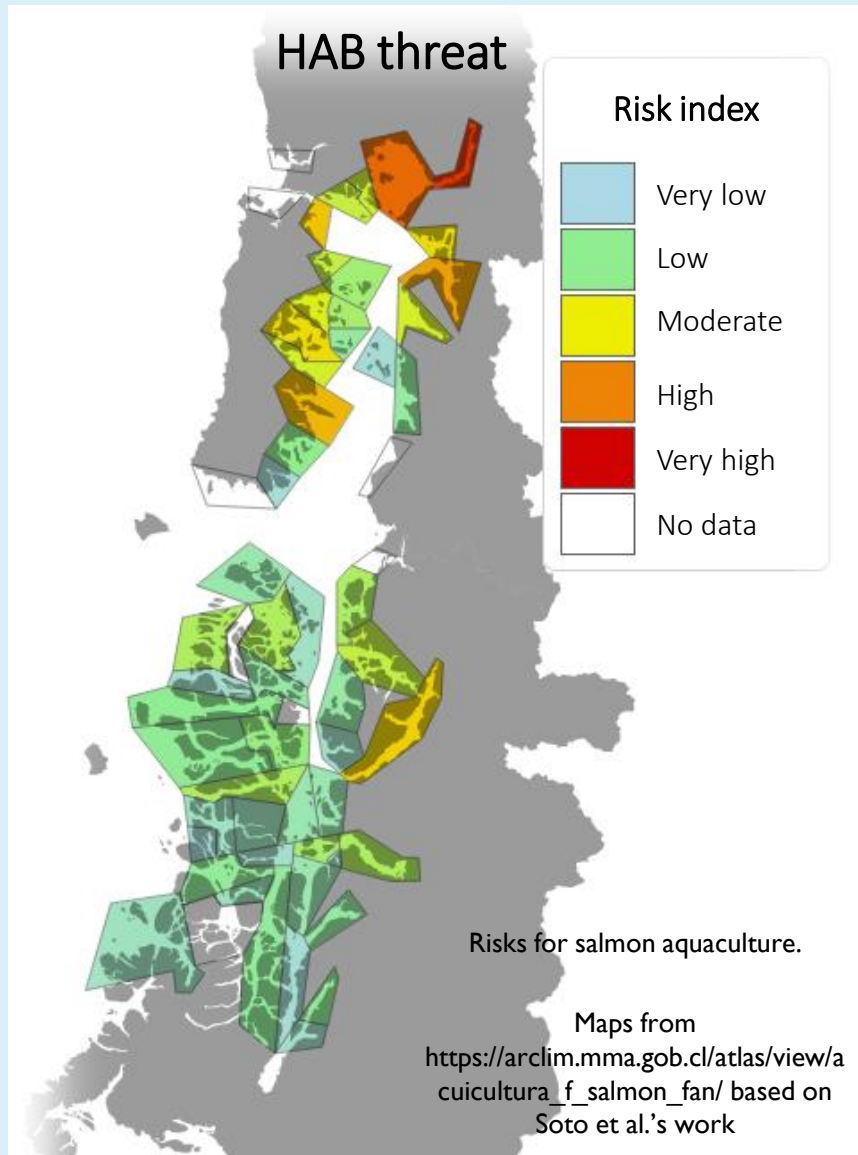 HAB threat
Risk index
Very low
Low
Moderate
High
Very high
No data
Risks for salmon aquaculture.
Maps from
https://arclim.mma.gob.cl/atlas/view/a
cuicultura_f_salmon_fan/ based on
Soto et al.'s work